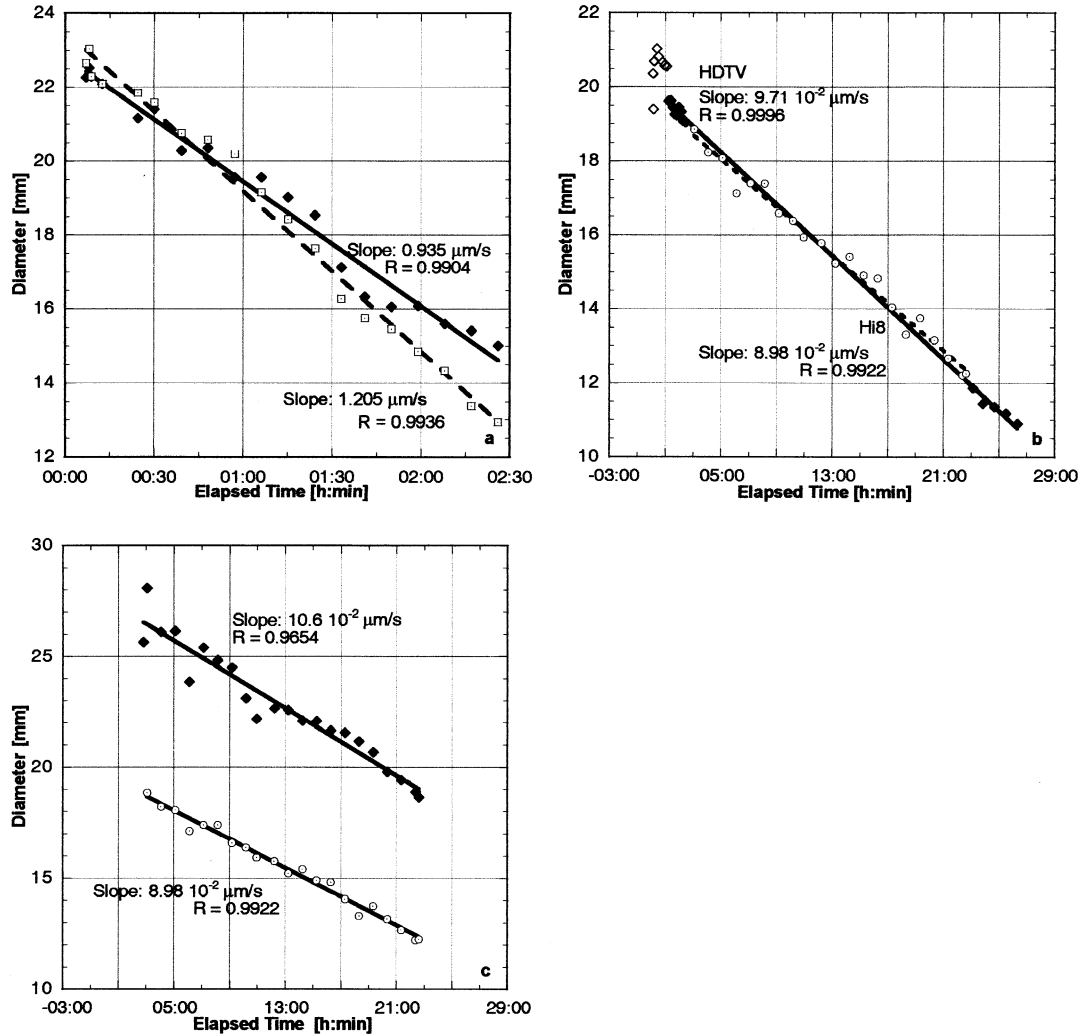 24
22
20
18
16
14
12
Diameter [mm]
Slope: 0.935 µm/s
R = 0.9904
Slope: 1.205 µm/s
R = 0.9936
a
00:00 00:30 01:00 01:30 02:00 02:30
Elapsed Time [h:min]
22
20
18
16
14
12
10
Diameter [mm]
HDTV
Slope: 9.71 10⁻² µm/s
R = 0.9996
Hi8
Slope: 8.98 10⁻² µm/s
R = 0.9922
b
-03:00 05:00 13:00 21:00 29:00
Elapsed Time [h:min]
30
25
20
15
10
Diameter [mm]
Slope: 10.6 10⁻² µm/s
R = 0.9654
Slope: 8.98 10⁻² µm/s
R = 0.9922
c
-03:00 05:00 13:00 21:00 29:00
Elapsed Time [h:min]